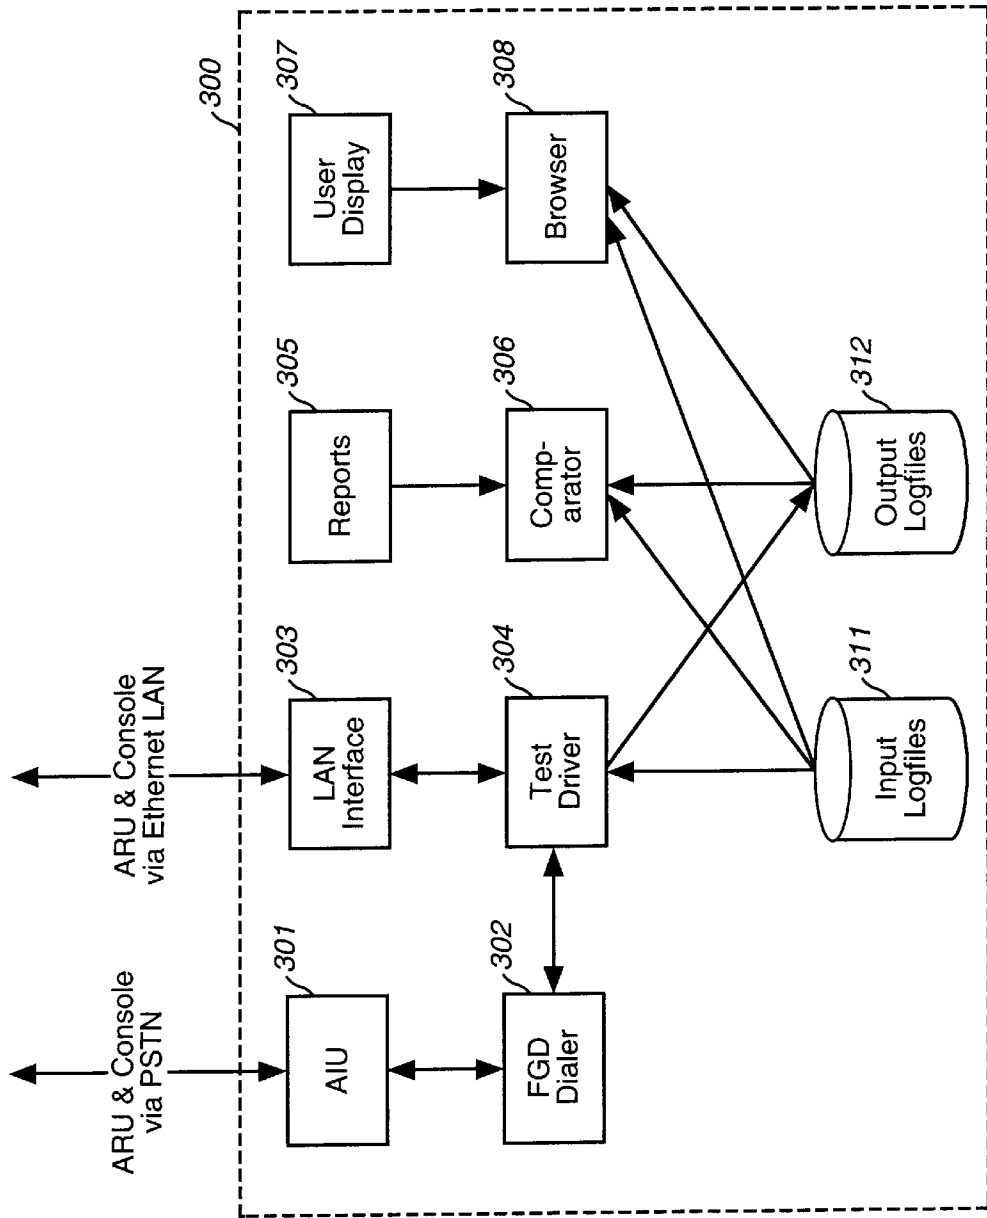 ARU & Console
via PSTN
ARU & Console
via Ethernet LAN
300
301
AIU
303
LAN
Interface
305
Reports
307
User
Display
302
FGD
Dialer
304
Test
Driver
306
Comp-
arator
308
Browser
311
Input
Logfiles
312
Output
Logfiles